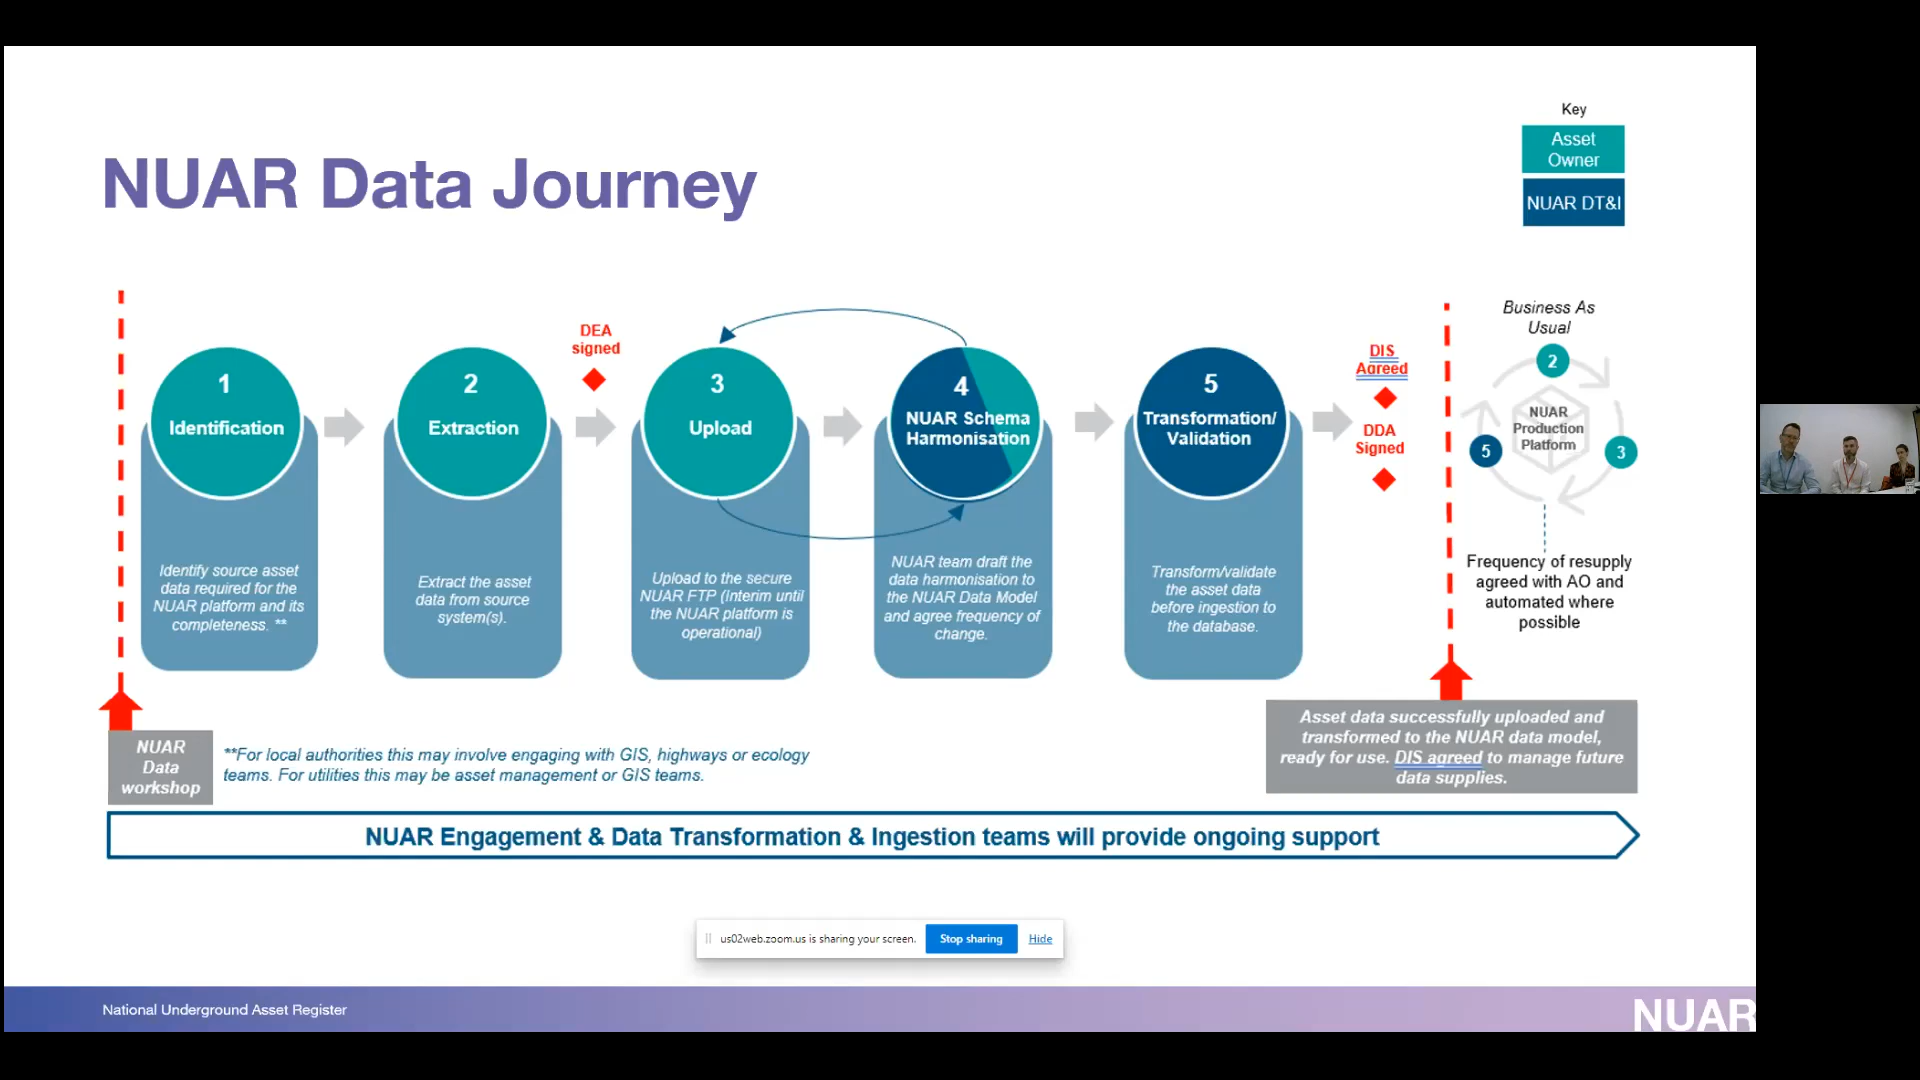 Key
Asset
Owner
NUAR DT&I
NUAR Data Journey
DEA
signed
1
Identification
2
Extraction
3
Upload
4
NUAR Schema
Harmonisation
5
Transformation/
Validation
DIS
Agreed
DDA
Signed
Business As
Usual
2
NUAR
Production
Platform
5
3
Identify source asset
data required for the
NUAR platform and its
completeness. **
Extract the asset
data from source
system(s).
Upload to the secure
NUAR FTP (Interim until
the NUAR platform is
operational)
NUAR team draft the
data harmonisation to
the NUAR Data Model
and agree frequency of
change.
Transform/validate
the asset data
before ingestion to
the database.
Frequency of resupply
agreed with AO and
automated where
possible
NUAR
Data
workshop
**For local authorities this may involve engaging with GIS, highways or ecology
teams. For utilities this may be asset management or GIS teams.
Asset data successfully uploaded and
transformed to the NUAR data model,
ready for use. DIS agreed to manage future
data supplies.
NUAR Engagement & Data Transformation & Ingestion teams will provide ongoing support
us02web.zoom.us is sharing your screen.
Stop sharing
Hide
National Underground Asset Register
NUAR